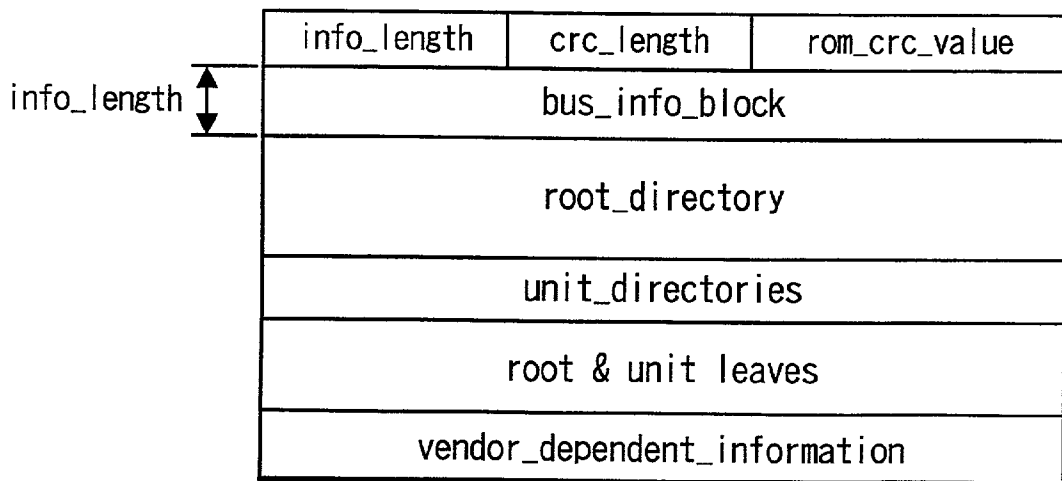 info_length crc_length rom_crc_value
info_length
bus_info_block
root_directory
unit_directories
root & unit leaves
vendor_dependent_information